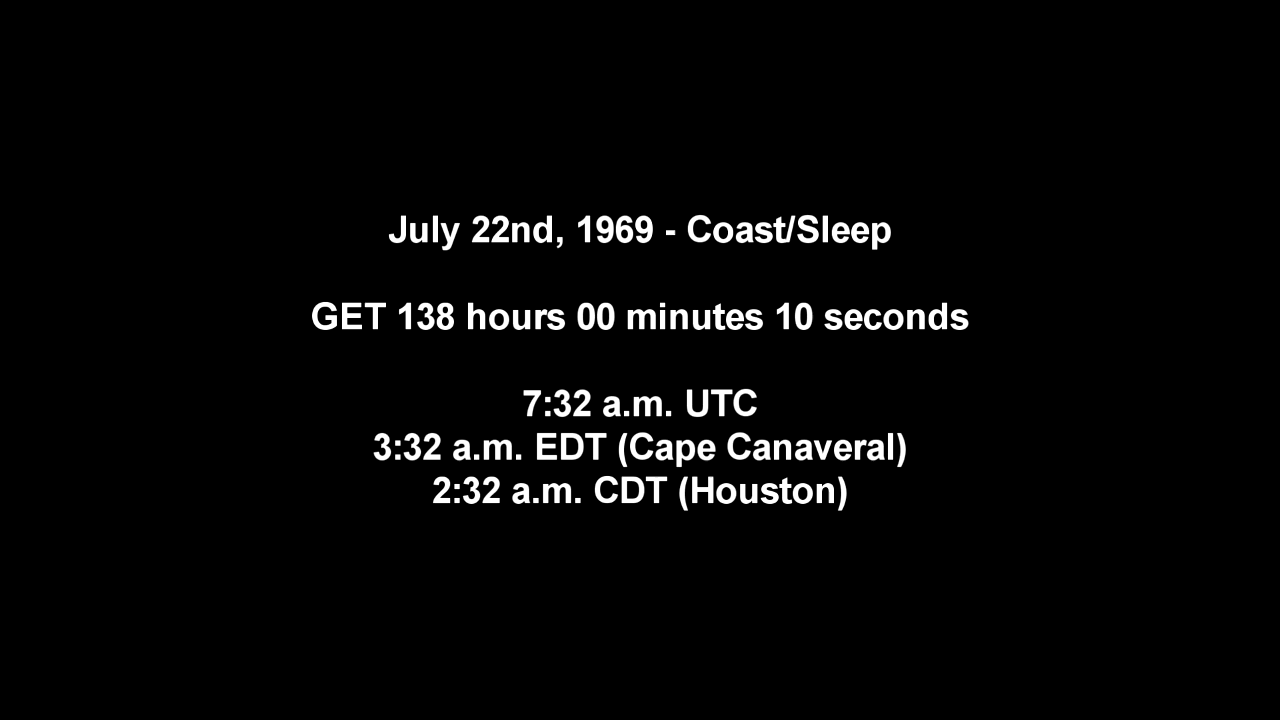 July 22nd, 1969 - Coast/Sleep
GET 138 hours 00 minutes 10 seconds
7:32 a.m. UTC
3:32 a.m. EDT (Cape Canaveral)
2:32 a.m. CDT (Houston)